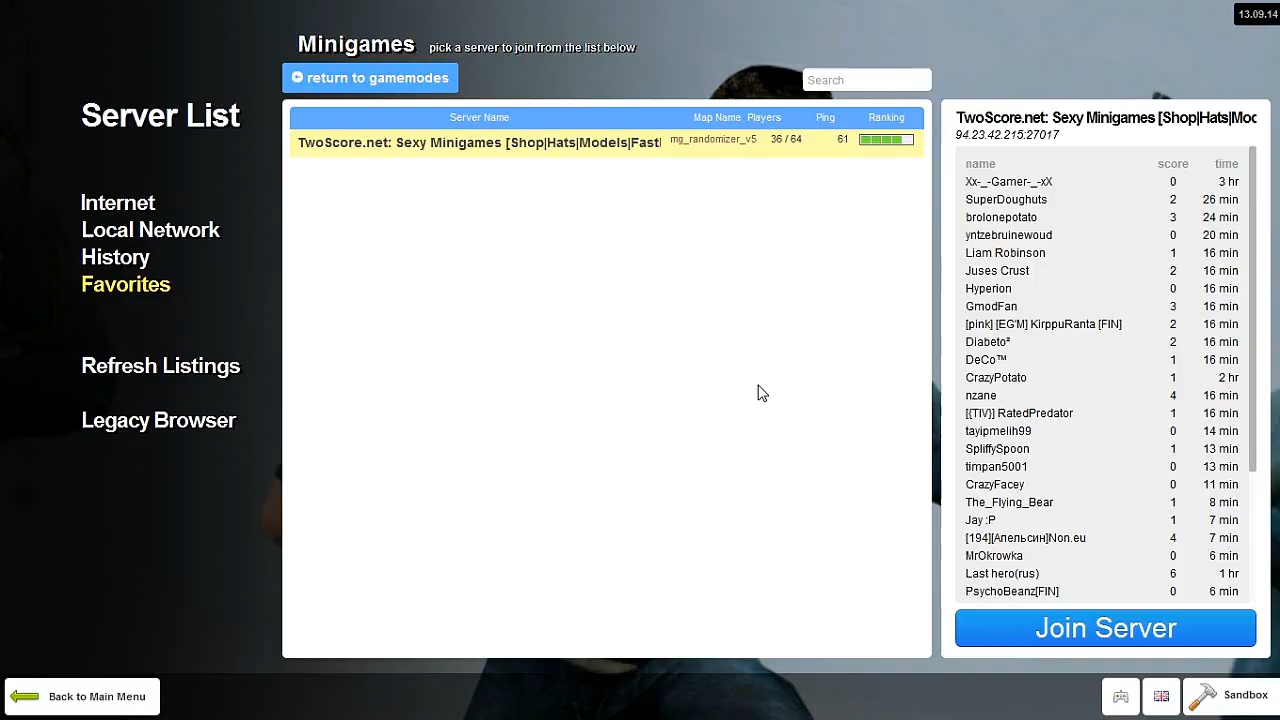 13.09.14
Minigames pick a server to join from the list below
return to gamemodes
Search
Server List
Internet
Local Network
History
Favorites
Refresh Listings
Legacy Browser
Server Name Map Name Players Ping Ranking
TwoScore.net: Sexy Minigames [Shop|Hats|Models|Fast mg_randomizer_v5 36 / 64 61
TwoScore.net: Sexy Minigames [Shop|Hats|Mod
94.23.42.215:27017
name score time
Xx-_-Gamer-_-xX 0 3 hr
SuperDoughuts 2 26 min
brolonepotato 3 24 min
yntzebruinewoud 0 20 min
Liam Robinson 1 16 min
Juses Crust 2 16 min
Hyperion 0 16 min
GmodFan 3 16 min
[pink] [EG'M] KirppuRanta [FIN] 2 16 min
Diabeto² 2 16 min
DeCo™ 1 16 min
CrazyPotato 1 2 hr
nzane 4 16 min
[{TIV}] RatedPredator 1 16 min
tayipmelih99 0 14 min
SpliffySpoon 1 13 min
timpan5001 0 13 min
CrazyFacey 0 11 min
The_Flying_Bear 1 8 min
Jay :P 1 7 min
[194][Апельсин]Non.eu 4 7 min
MrOkrowka 0 6 min
Last hero(rus) 6 1 hr
PsychoBeanz[FIN] 0 6 min
Join Server
Back to Main Menu
Sandbox